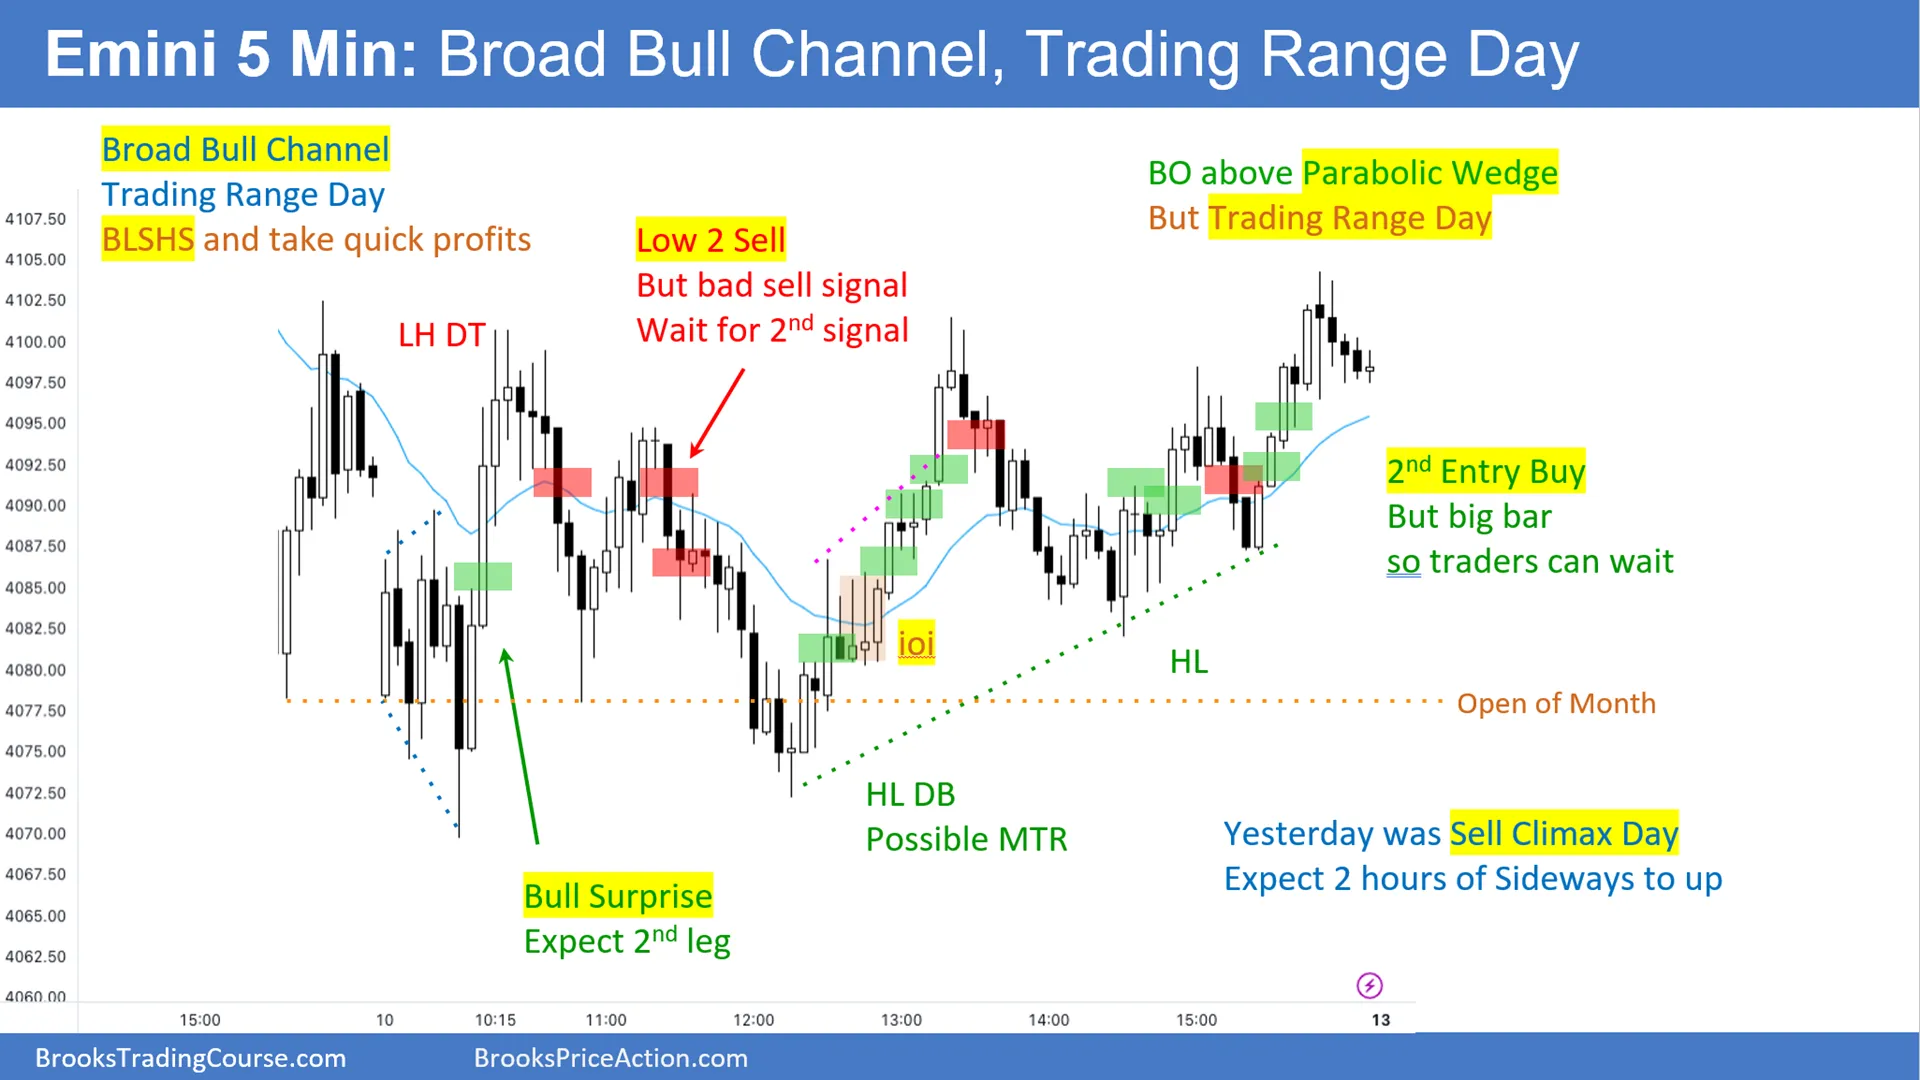 Emini 5 Min: Broad Bull Channel, Trading Range Day
Broad Bull Channel
Trading Range Day
BLSHS and take quick profits
LH DT
Low 2 Sell
But bad sell signal
Wait for 2nd signal
BO above Parabolic Wedge
But Trading Range Day
2nd Entry Buy
But big bar
so traders can wait
ioi
HL
Open of Month
HL DB
Possible MTR
Bull Surprise
Expect 2nd leg
Yesterday was Sell Climax Day
Expect 2 hours of Sideways to up
4107.50
4105.00
4102.50
4100.00
4097.50
4095.00
4092.50
4090.00
4087.50
4085.00
4082.50
4080.00
4077.50
4075.00
4072.50
4070.00
4067.50
4065.00
4062.50
4060.00
15:00 10 10:15 11:00 12:00 13:00 14:00 15:00 13
BrooksTradingCourse.com BrooksPriceAction.com